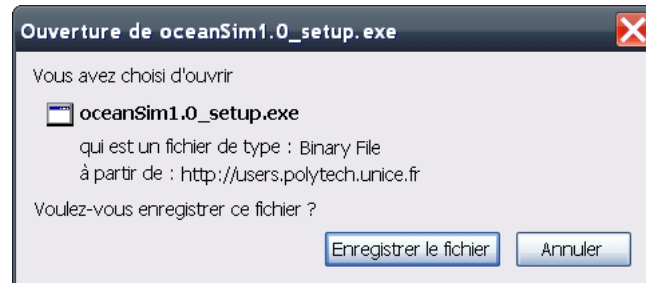 Ouverture de oceanSim1.0_setup.exe
Vous avez choisi d'ouvrir
oceanSim1.0_setup.exe
qui est un fichier de type : Binary File
à partir de : http://users.polytech.unice.fr
Voulez-vous enregistrer ce fichier ?
Enregistrer le fichier Annuler